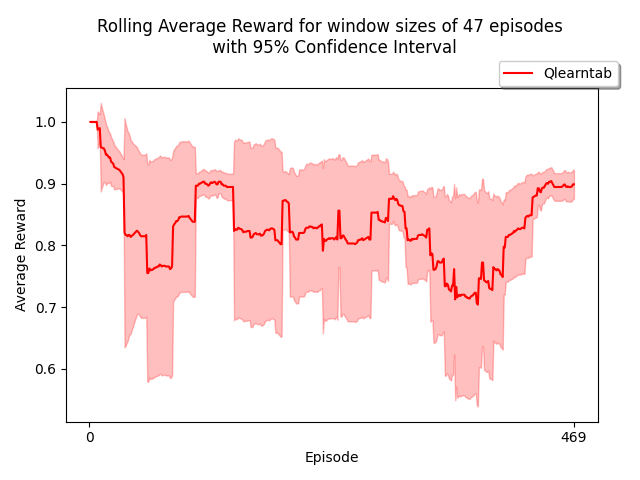 Rolling Average Reward for window sizes of 47 episodes
with 95% Confidence Interval
Qlearntab
1.0
0.9
0.8
0.7
0.6
Average Reward
0
469
Episode